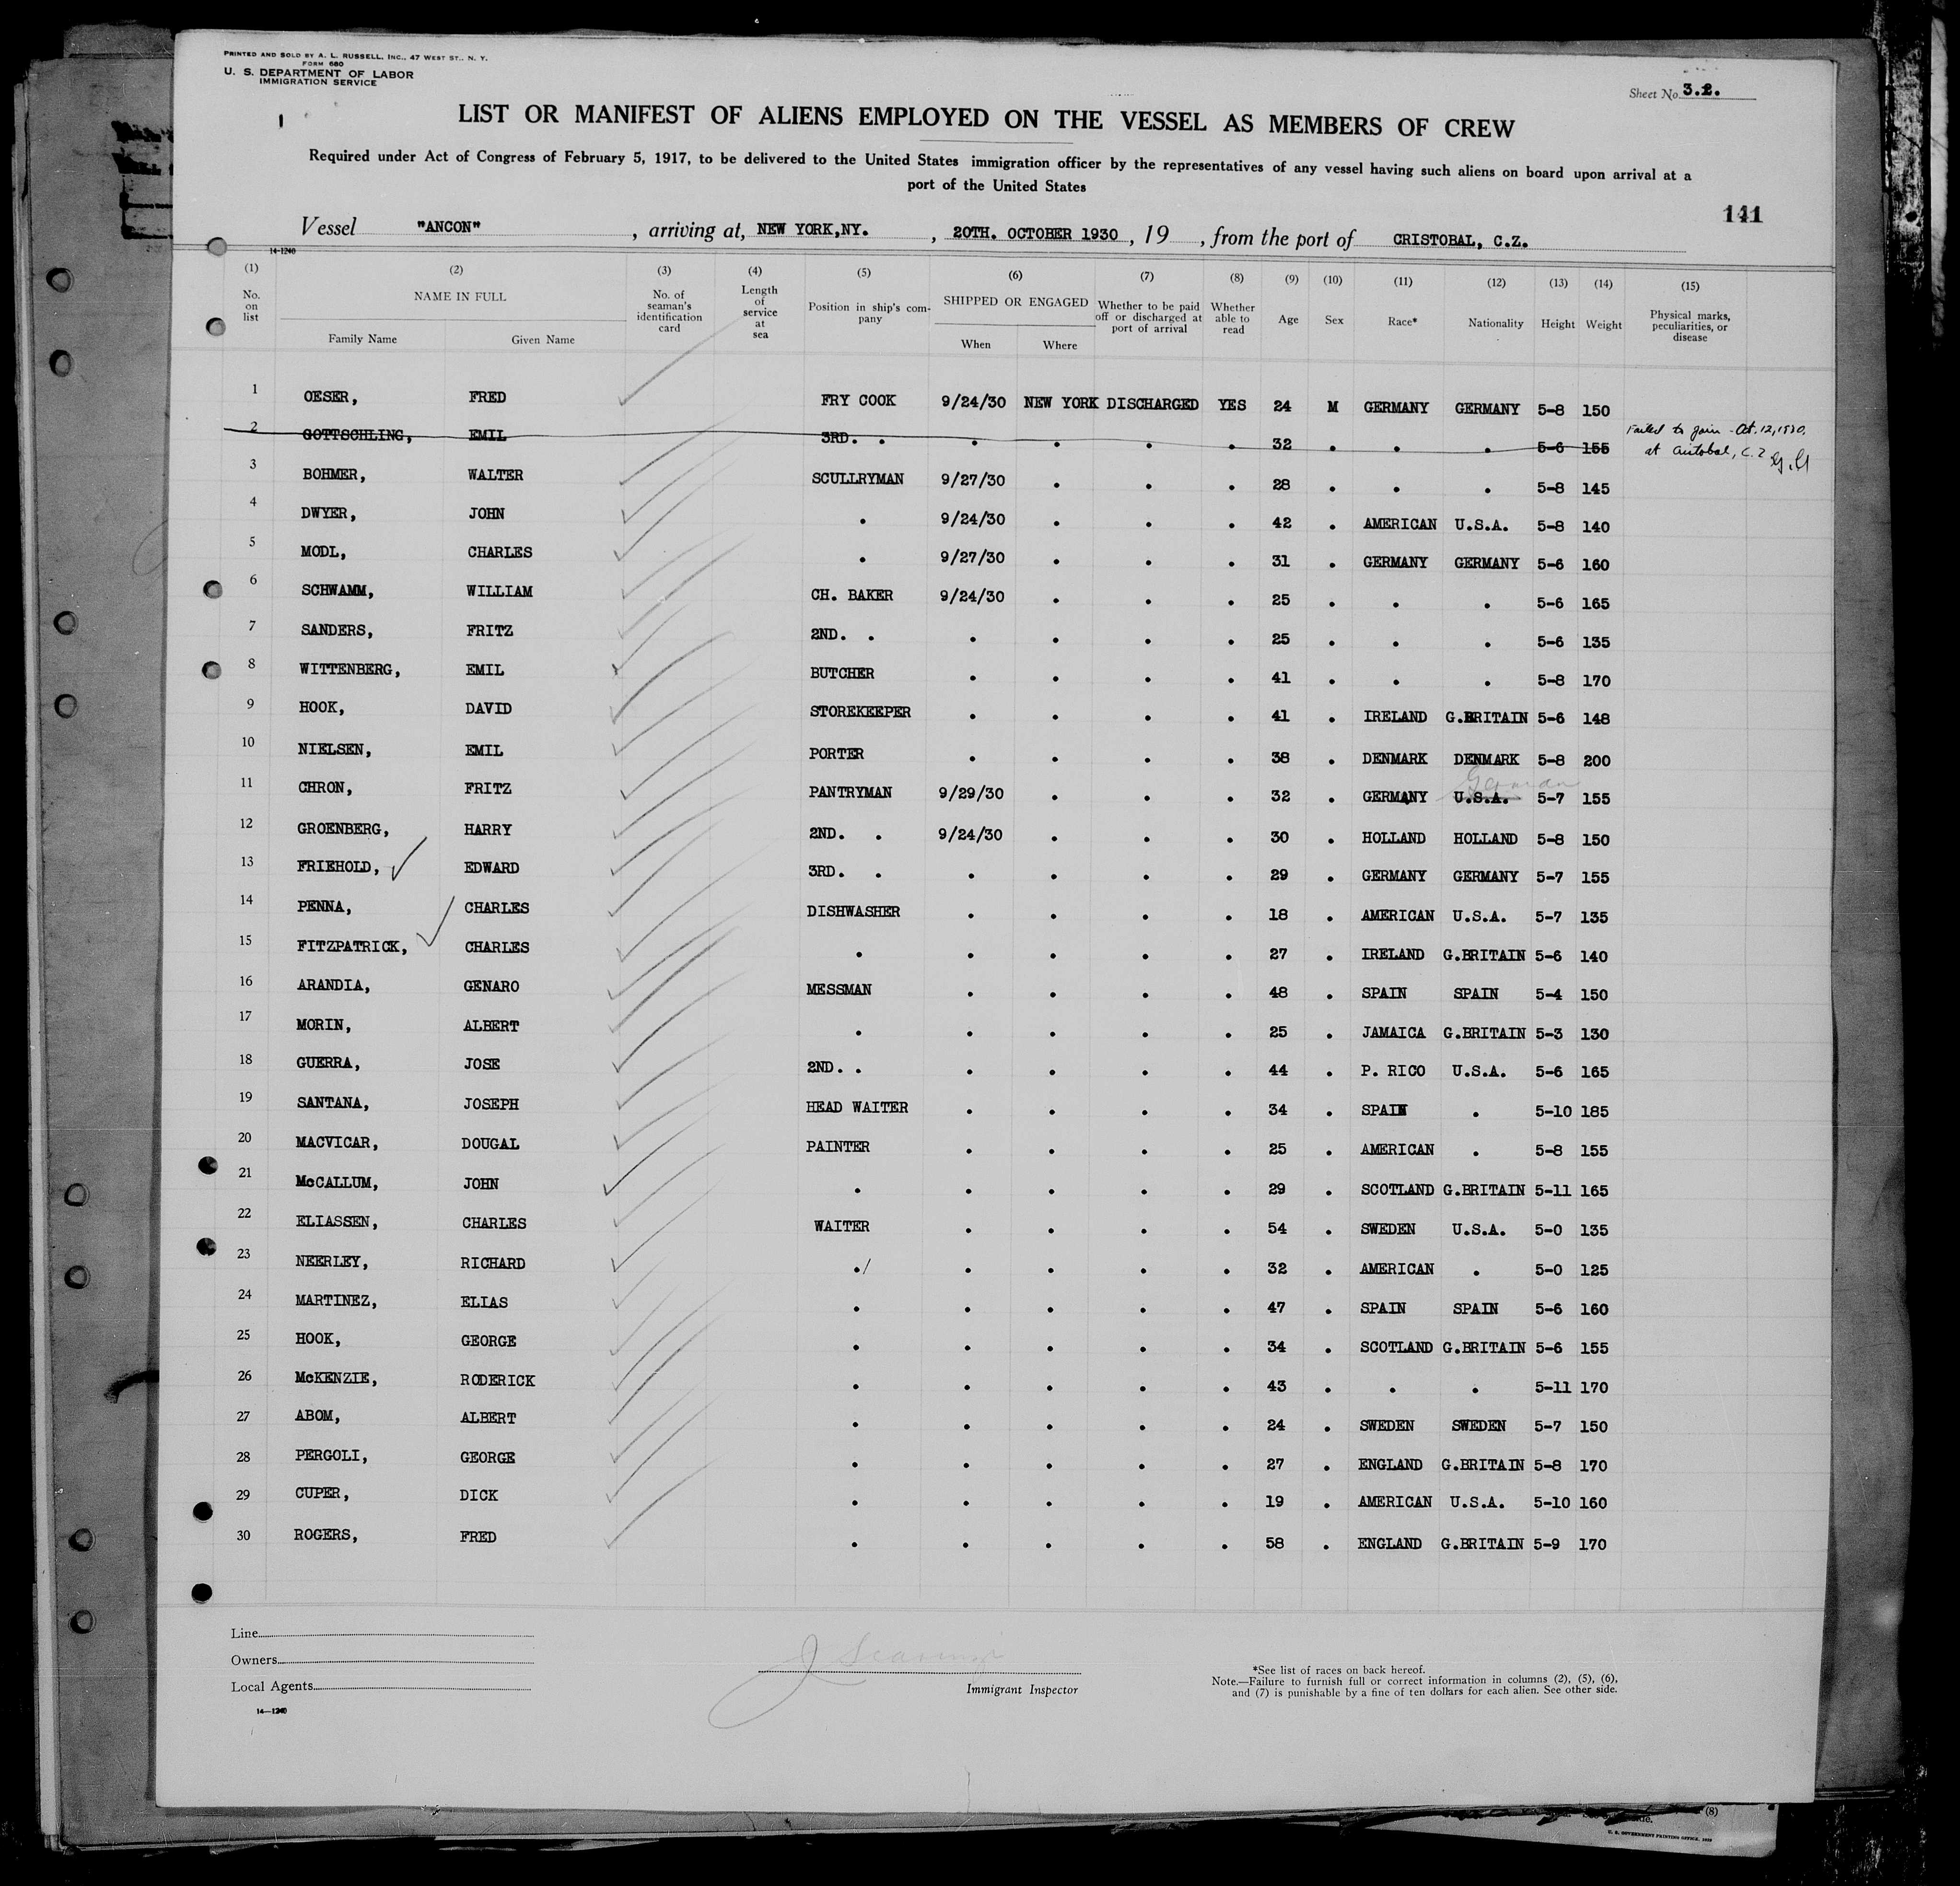 PRINTED AND SOLD BY A. L. RUSSELL, INC., 47 WEST ST., N. Y.
FORM 680
U. S. DEPARTMENT OF LABOR
IMMIGRATION SERVICE
Sheet No. 3.2.
LIST OR MANIFEST OF ALIENS EMPLOYED ON THE VESSEL AS MEMBERS OF CREW
Required under Act of Congress of February 5, 1917, to be delivered to the United States immigration officer by the representatives of any vessel having such aliens on board upon arrival at a
port of the United States
141
Vessel "ANCON", arriving at, NEW YORK,NY., 20TH. OCTOBER 1930, 19, from the port of CRISTOBAL, C.Z.
14-1240
(1) (2) (3) (4) (5) (6) (7) (8) (9) (10) (11) (12) (13) (14) (15)
No. on list NAME IN FULL Family Name Given Name No. of seaman's identification card Length of service at sea Position in ship's company SHIPPED OR ENGAGED When Where Whether to be paid off or discharged at port of arrival Whether able to read Age Sex Race* Nationality Height Weight Physical marks, peculiarities, or disease
1 OESER, FRED FRY COOK 9/24/30 NEW YORK DISCHARGED YES 24 M GERMANY GERMANY 5-8 150
2 GOTTSCHLING, EMIL 3RD. . . . . . 32 . . . 5-6 155 Failed to join Oct. 12, 1930. at Cristobal, C.Z
3 BOHMER, WALTER SCULLRYMAN 9/27/30 . . . 28 . . . 5-8 145
4 DWYER, JOHN . 9/24/30 . . . 42 . AMERICAN U.S.A. 5-8 140
5 MODL, CHARLES . 9/27/30 . . . 31 . GERMANY GERMANY 5-6 160
6 SCHWAMM, WILLIAM CH. BAKER 9/24/30 . . . 25 . . . 5-6 165
7 SANDERS, FRITZ 2ND. . . . . . 25 . . . 5-6 135
8 WITTENBERG, EMIL BUTCHER . . . . 41 . . . 5-8 170
9 HOOK, DAVID STOREKEEPER . . . . 41 . IRELAND G.BRITAIN 5-6 148
10 NIELSEN, EMIL PORTER . . . . 38 . DENMARK DENMARK 5-8 200
11 CHRON, FRITZ PANTRYMAN 9/29/30 . . . 32 . GERMANY U.S.A. German 5-7 155
12 GROENBERG, HARRY 2ND. . 9/24/30 . . . 30 . HOLLAND HOLLAND 5-8 150
13 FRIEHOLD, EDWARD 3RD. . . . . . 29 . GERMANY GERMANY 5-7 155
14 PENNA, CHARLES DISHWASHER . . . . 18 . AMERICAN U.S.A. 5-7 135
15 FITZPATRICK, CHARLES . . . . . 27 . IRELAND G.BRITAIN 5-6 140
16 ARANDIA, GENARO MESSMAN . . . . 48 . SPAIN SPAIN 5-4 150
17 MORIN, ALBERT . . . . . 25 . JAMAICA G.BRITAIN 5-3 130
18 GUERRA, JOSE 2ND. . . . . . 44 . P. RICO U.S.A. 5-6 165
19 SANTANA, JOSEPH HEAD WAITER . . . . 34 . SPAIN . 5-10 185
20 MACVICAR, DOUGAL PAINTER . . . . 25 . AMERICAN . 5-8 155
21 McCALLUM, JOHN . . . . . 29 . SCOTLAND G.BRITAIN 5-11 165
22 ELIASSEN, CHARLES WAITER . . . . 54 . SWEDEN U.S.A. 5-0 135
23 NEERLEY, RICHARD . . . . . 32 . AMERICAN . 5-0 125
24 MARTINEZ, ELIAS . . . . . 47 . SPAIN SPAIN 5-6 160
25 HOOK, GEORGE . . . . . 34 . SCOTLAND G.BRITAIN 5-6 155
26 McKENZIE, RODERICK . . . . . 43 . . . 5-11 170
27 ABOM, ALBERT . . . . . 24 . SWEDEN SWEDEN 5-7 150
28 PERGOLI, GEORGE . . . . . 27 . ENGLAND G.BRITAIN 5-8 170
29 CUPER, DICK . . . . . 19 . AMERICAN U.S.A. 5-10 160
30 ROGERS, FRED . . . . . 58 . ENGLAND G.BRITAIN 5-9 170
Line
Owners
Local Agents
Immigrant Inspector
*See list of races on back hereof.
Note.—Failure to furnish full or correct information in columns (2), (5), (6),
and (7) is punishable by a fine of ten dollars for each alien. See other side.
14-1240
(8)
U. S. GOVERNMENT PRINTING OFFICE